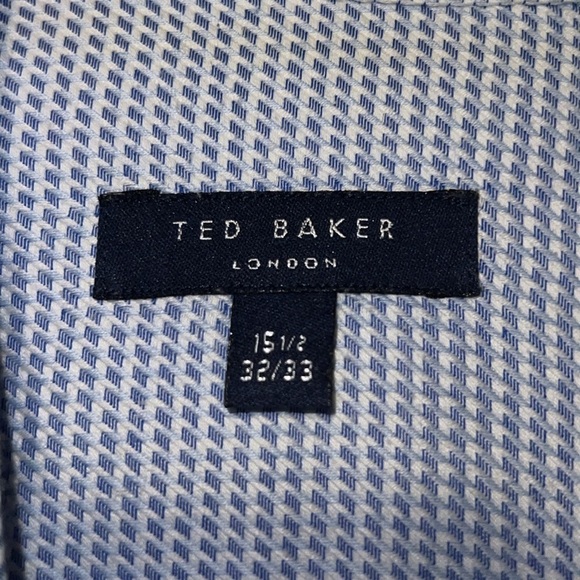 TED BAKER
LONDON
15 1/2
32/33